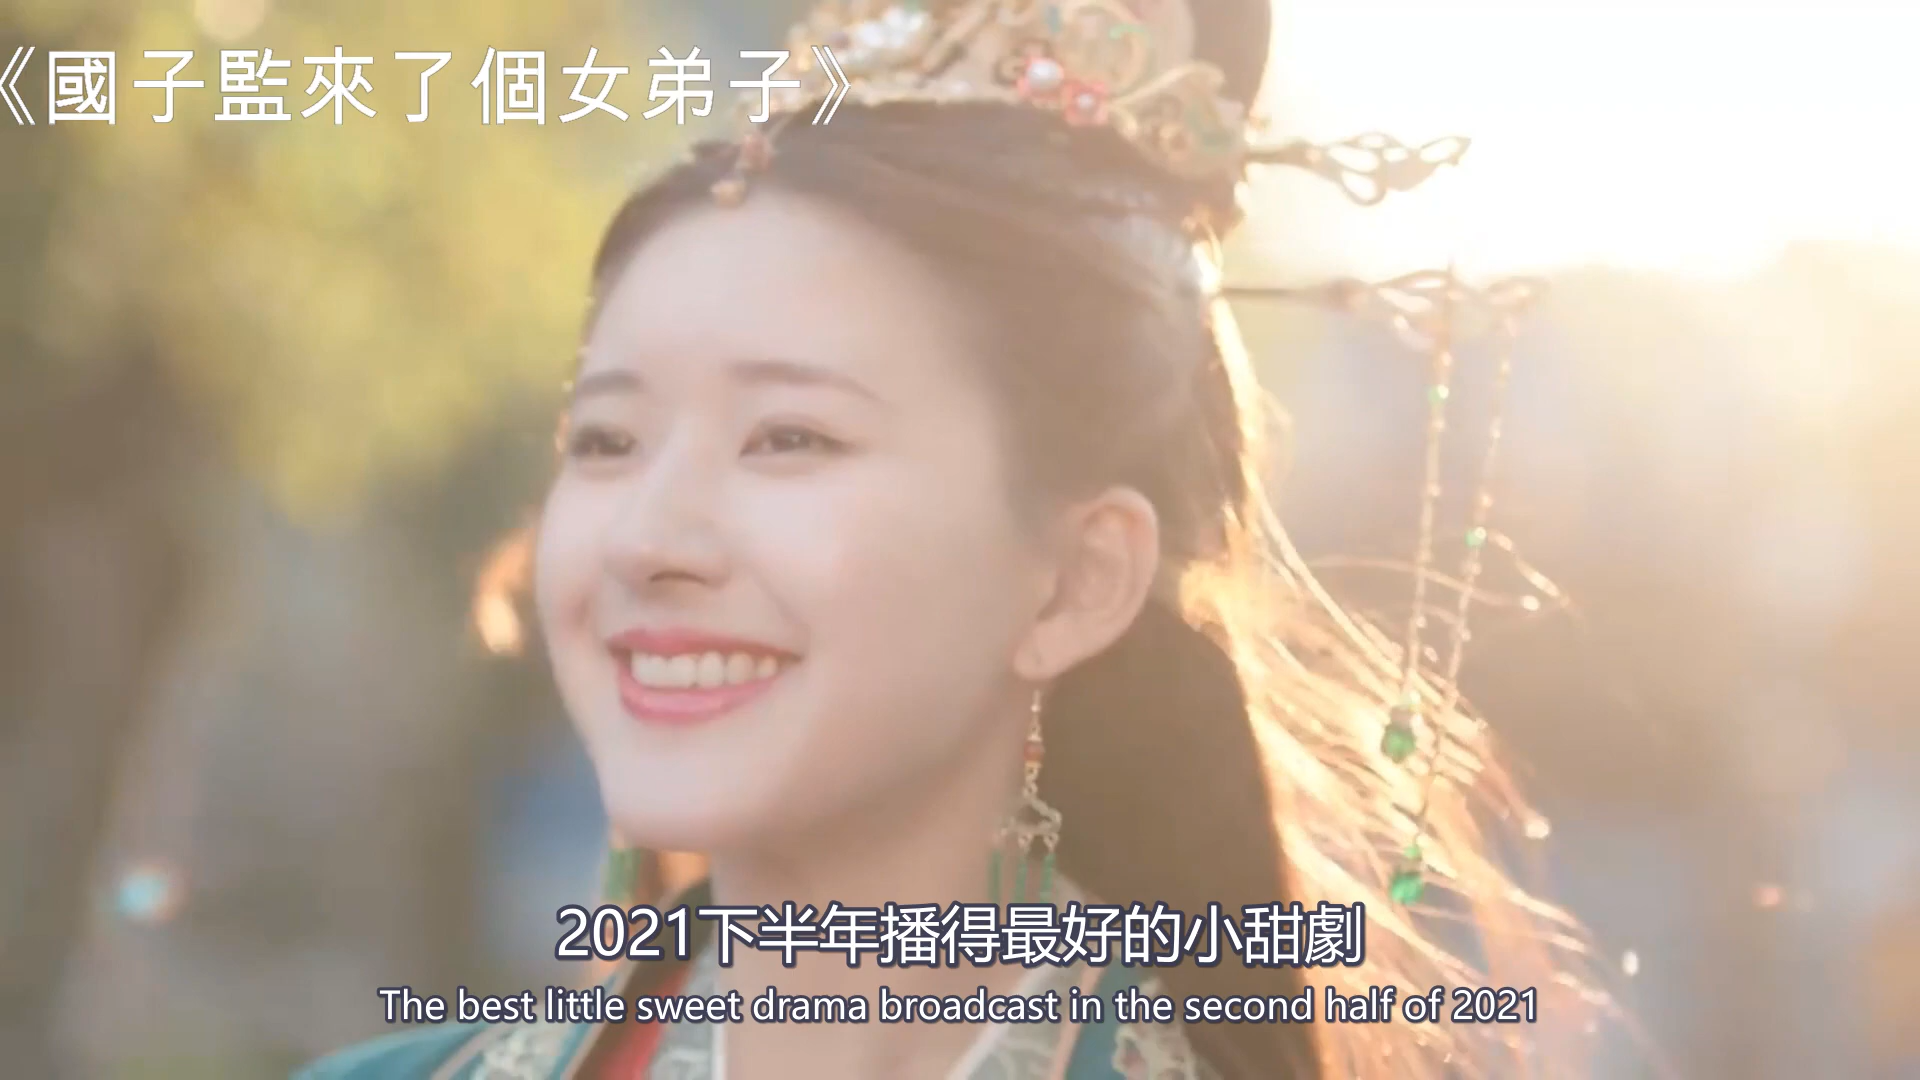 《國子監來了個女弟子》
2021下半年播得最好的小甜劇
The best little sweet drama broadcast in the second half of 2021